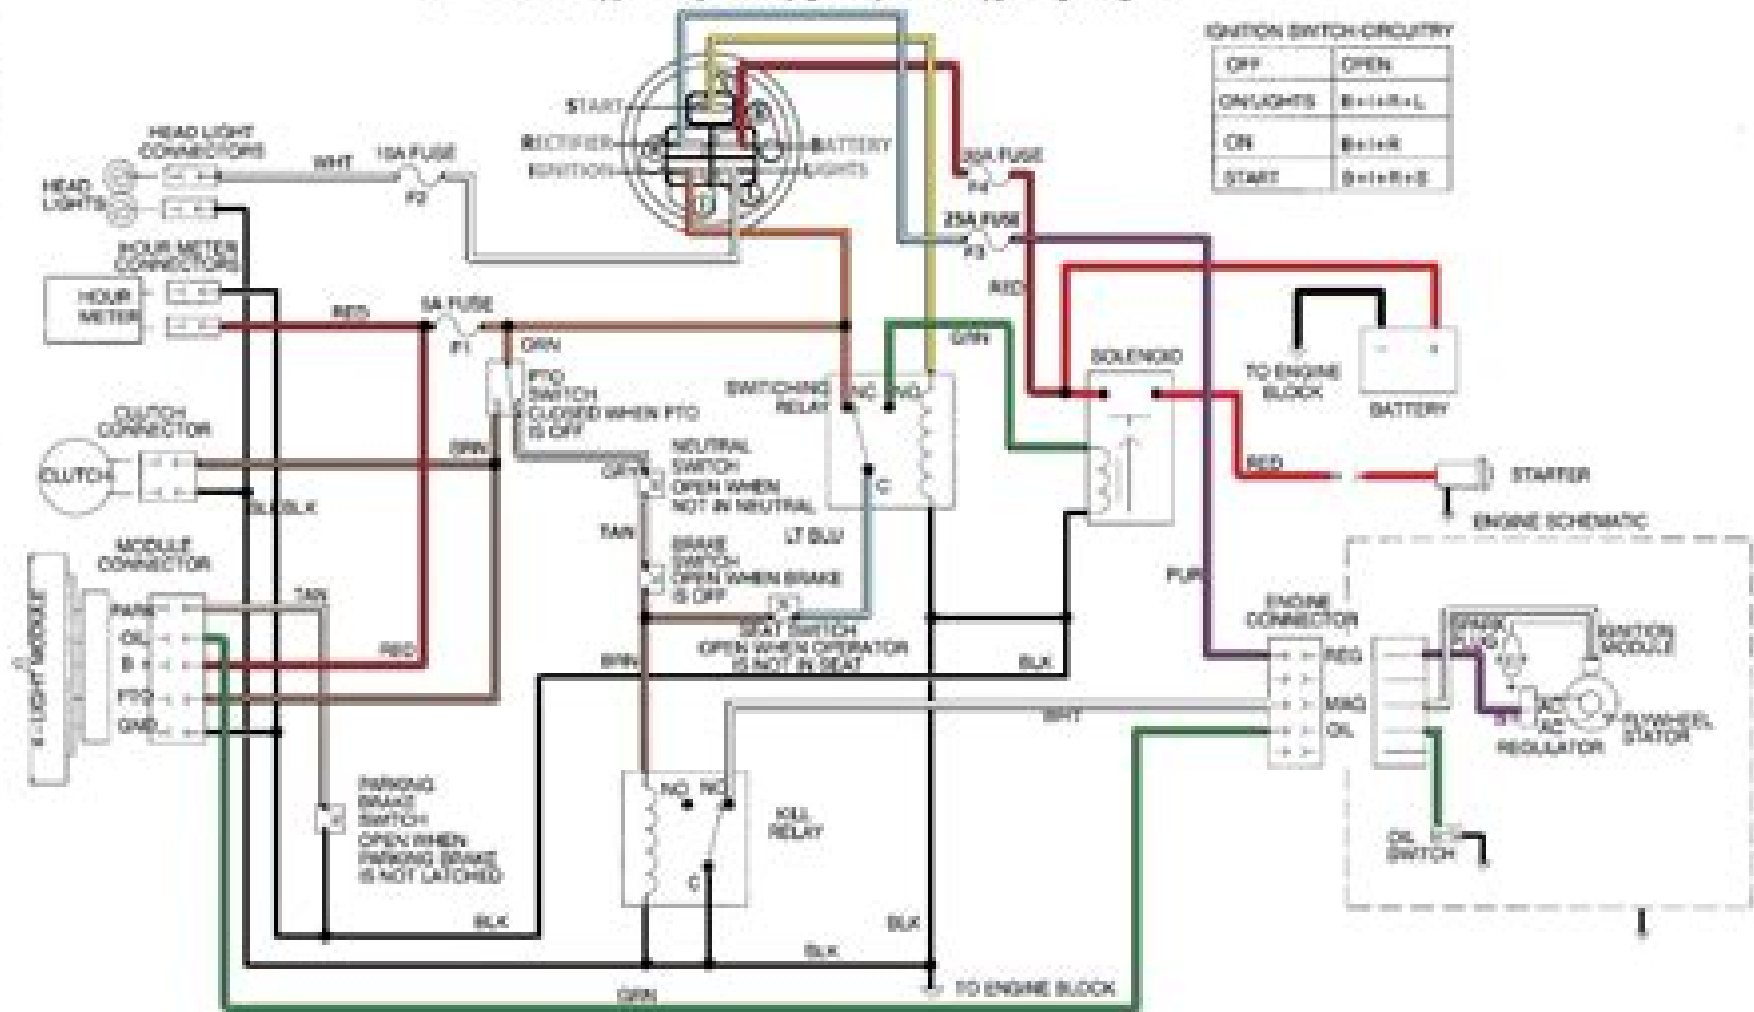 IGNITION SWITCH CIRCUITRY
OFF OPEN
ON/LIGHTS B+I+R+L
ON B+I+R
START B+I+R+S
START
RECTIFIER
IGNITION
BATTERY
LIGHTS
HEAD LIGHT
CONNECTORS
HEAD
LIGHTS
WHT
10A FUSE
F2
30A FUSE
F4
25A FUSE
F3
RED
HOUR METER
CONNECTORS
HOUR
METER
RED
5A FUSE
F1
ORN
PTO
SWITCH
CLOSED WHEN PTO
IS OFF
SWITCHING
RELAY
NC
NO
C
GRN
SOLENOID
TO ENGINE
BLOCK
- +
BATTERY
RED
STARTER
CLUTCH
CONNECTOR
CLUTCH
BRN
BLK
BLK
GRY
NEUTRAL
SWITCH
OPEN WHEN
NOT IN NEUTRAL
TAN
LT BLU
BRAKE
SWITCH
OPEN WHEN BRAKE
IS OFF
SEAT SWITCH
OPEN WHEN OPERATOR
IS NOT IN SEAT
BRN
BLK
PUR
MODULE
CONNECTOR
LIGHT MODULE
PARK
OIL
B +
PTO
GND
TAN
RED
ENGINE SCHEMATIC
ENGINE
CONNECTOR
REG
MAG
OIL
SPARK
PLUG
IGNITION
MODULE
AC
AC
REGULATOR
FLYWHEEL
STATOR
OIL
SWITCH
WHT
PARKING
BRAKE
SWITCH
OPEN WHEN
PARKING BRAKE
IS NOT LATCHED
NO
NC
C
KILL
RELAY
BLK
BLK
BLK
TO ENGINE BLOCK
GRN